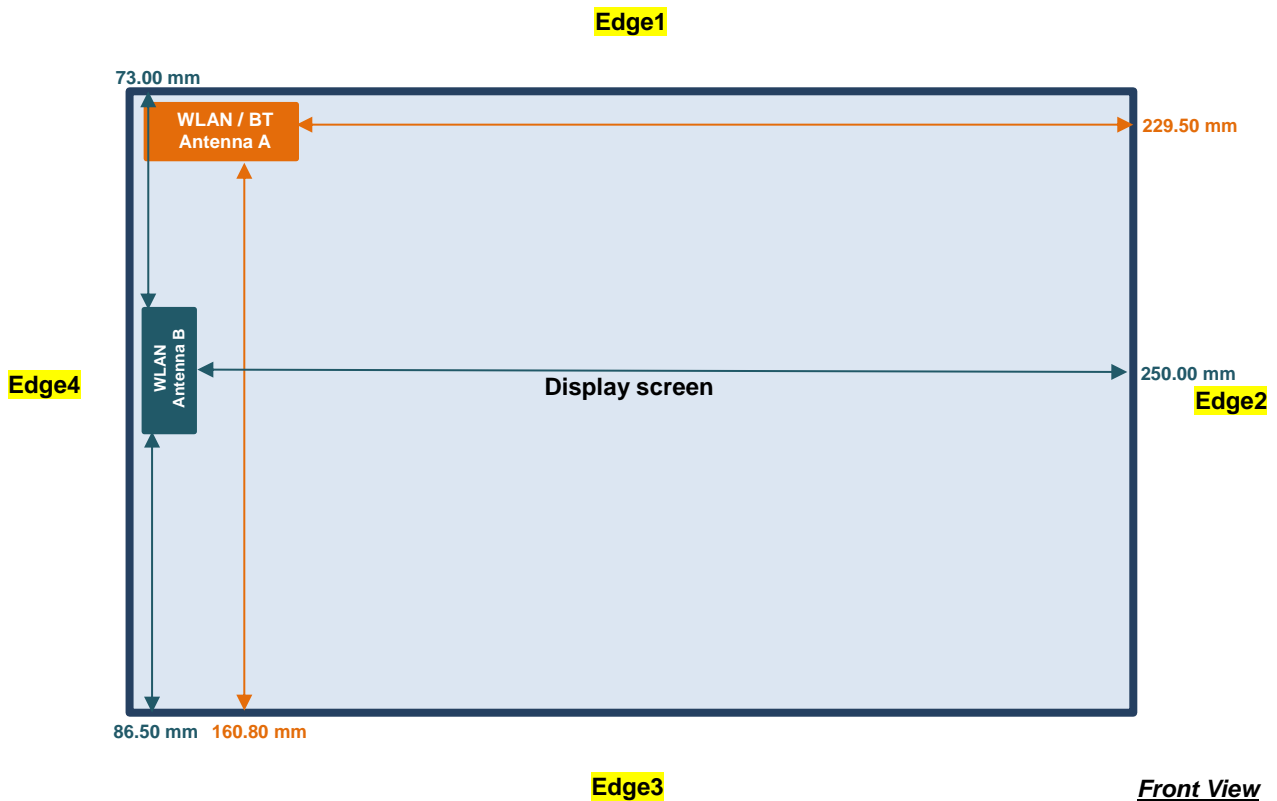 Edge1
73.00 mm
WLAN / BT
Antenna A
229.50 mm
WLAN
Antenna B
Edge4
Display screen
250.00 mm
Edge2
86.50 mm
160.80 mm
Edge3
Front View